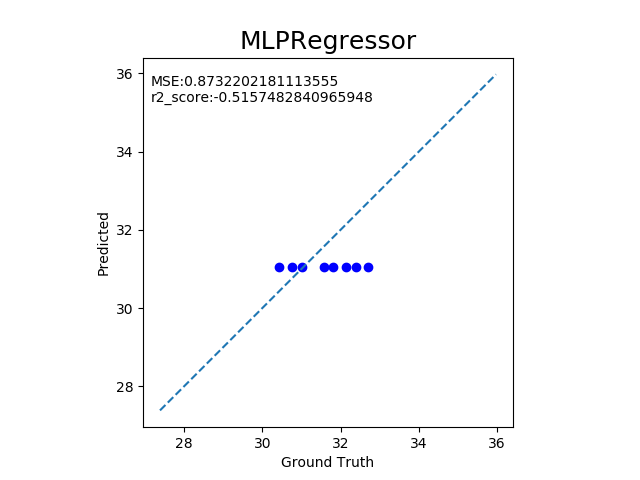 MLPRegressor
MSE:0.8732202181113555
r2_score:-0.5157482840965948
36
34
32
30
28
Predicted
28 30 32 34 36
Ground Truth